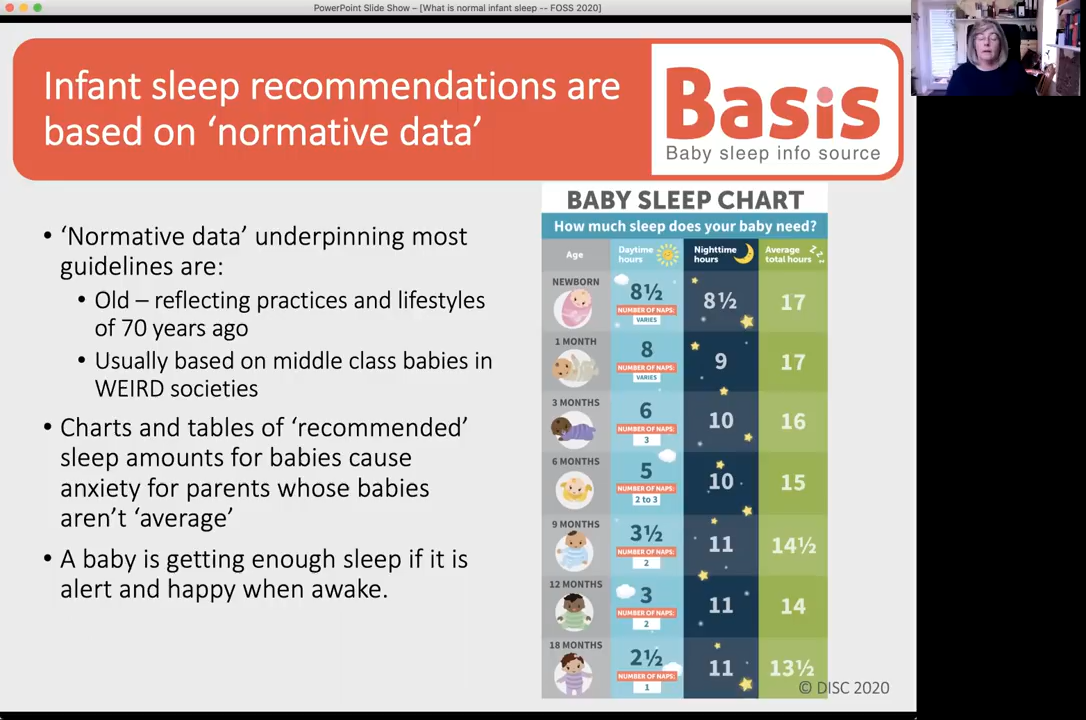 PowerPoint Slide Show – [What is normal infant sleep -- FOSS 2020]
Infant sleep recommendations are
based on ‘normative data’
Basis
Baby sleep info source
• ‘Normative data’ underpinning most
guidelines are:
• Old – reflecting practices and lifestyles
of 70 years ago
• Usually based on middle class babies in
WEIRD societies
• Charts and tables of ‘recommended’
sleep amounts for babies cause
anxiety for parents whose babies
aren’t ‘average’
• A baby is getting enough sleep if it is
alert and happy when awake.
BABY SLEEP CHART
How much sleep does your baby need?
Age
Daytime
hours
Nighttime
hours
Average
total hours
NEWBORN
8½
NUMBER OF NAPS:
VARIES
8½
17
1 MONTH
8
NUMBER OF NAPS:
VARIES
9
17
3 MONTHS
6
NUMBER OF NAPS:
3
10
16
6 MONTHS
5
NUMBER OF NAPS:
2 to 3
10
15
9 MONTHS
3½
NUMBER OF NAPS:
2
11
14½
12 MONTHS
3
NUMBER OF NAPS:
2
11
14
18 MONTHS
2½
NUMBER OF NAPS:
1
11
13½
© DISC 2020